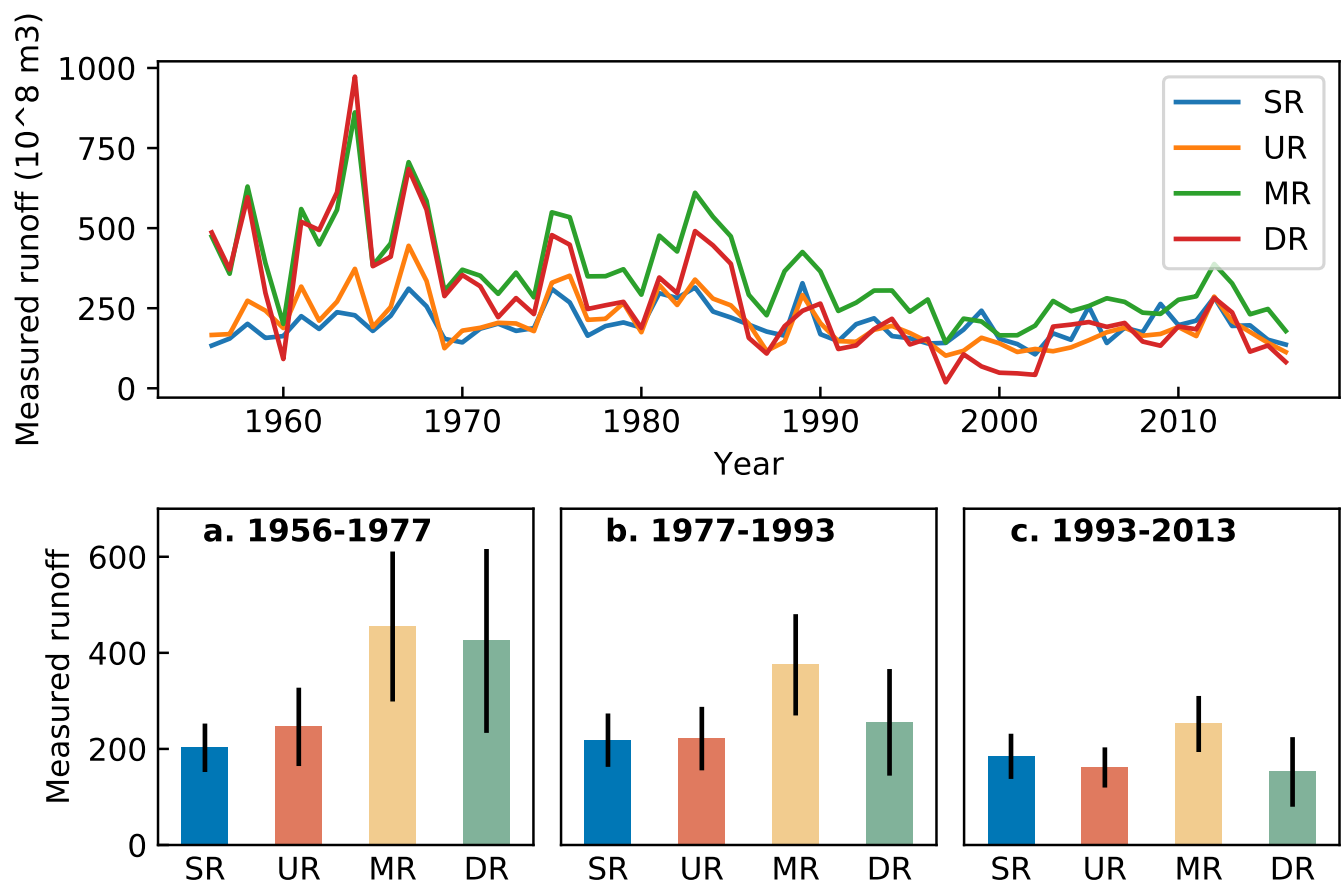 Measured runoff (10^8 m3)
1000
750
500
250
0
SR
UR
MR
DR
1960 1970 1980 1990 2000 2010
Year
Measured runoff
600
400
200
0
a. 1956-1977
b. 1977-1993
c. 1993-2013
SR UR MR DR
SR UR MR DR
SR UR MR DR